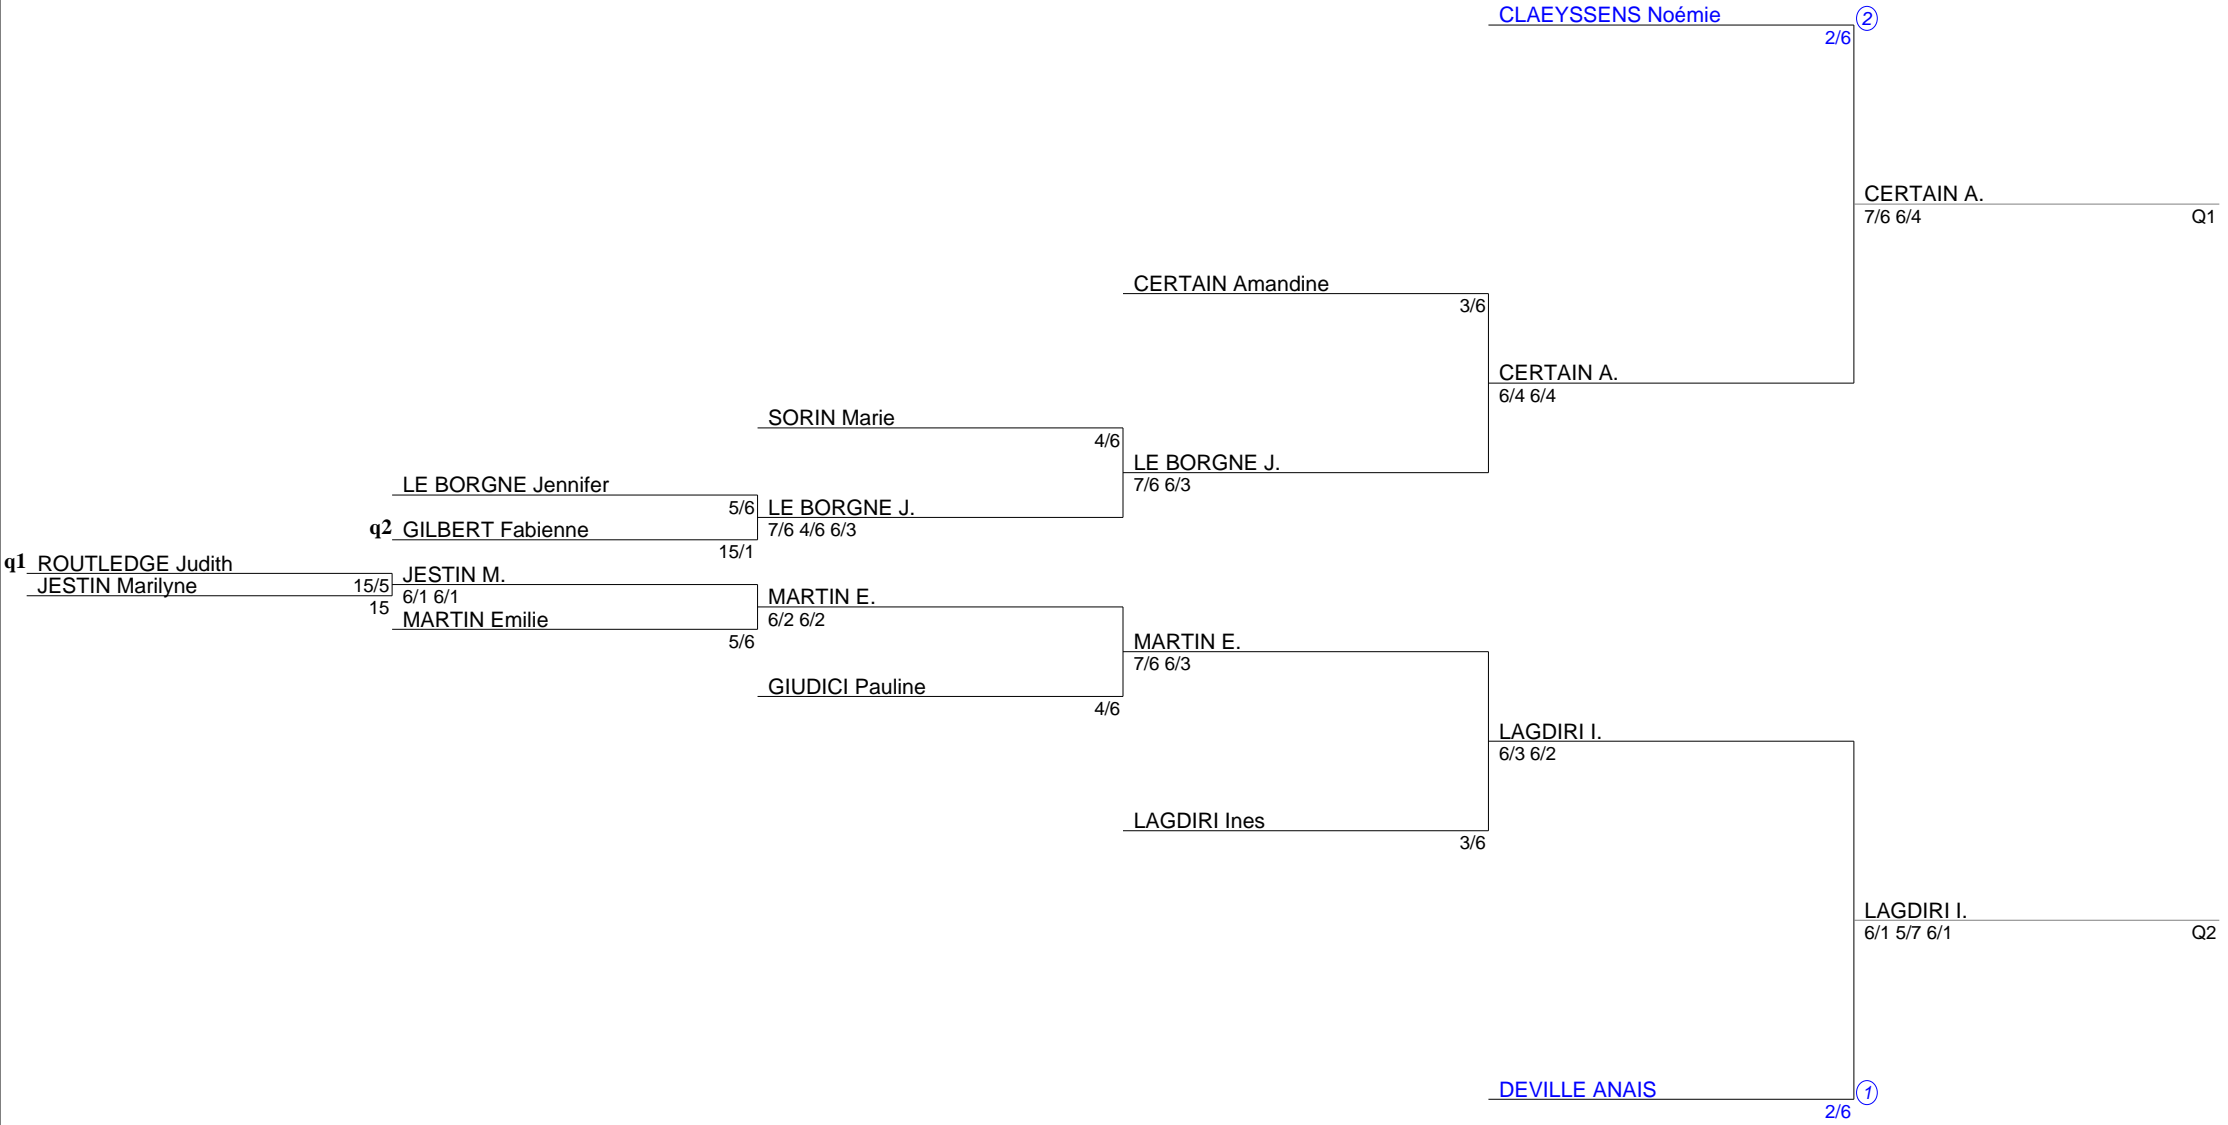 CLAEYSSENS Noémie
2
2/6
CERTAIN A.
7/6 6/4
Q1
CERTAIN Amandine
3/6
CERTAIN A.
6/4 6/4
SORIN Marie
4/6
LE BORGNE J.
7/6 6/3
LE BORGNE Jennifer
5/6
LE BORGNE J.
7/6 4/6 6/3
q2 GILBERT Fabienne
15/1
q1 ROUTLEDGE Judith
15/5
JESTIN M.
6/1 6/1
JESTIN Marilyne
15
MARTIN Emilie
5/6
MARTIN E.
6/2 6/2
MARTIN E.
7/6 6/3
GIUDICI Pauline
4/6
LAGDIRI I.
6/3 6/2
LAGDIRI Ines
3/6
LAGDIRI I.
6/1 5/7 6/1
Q2
DEVILLE ANAIS
1
2/6